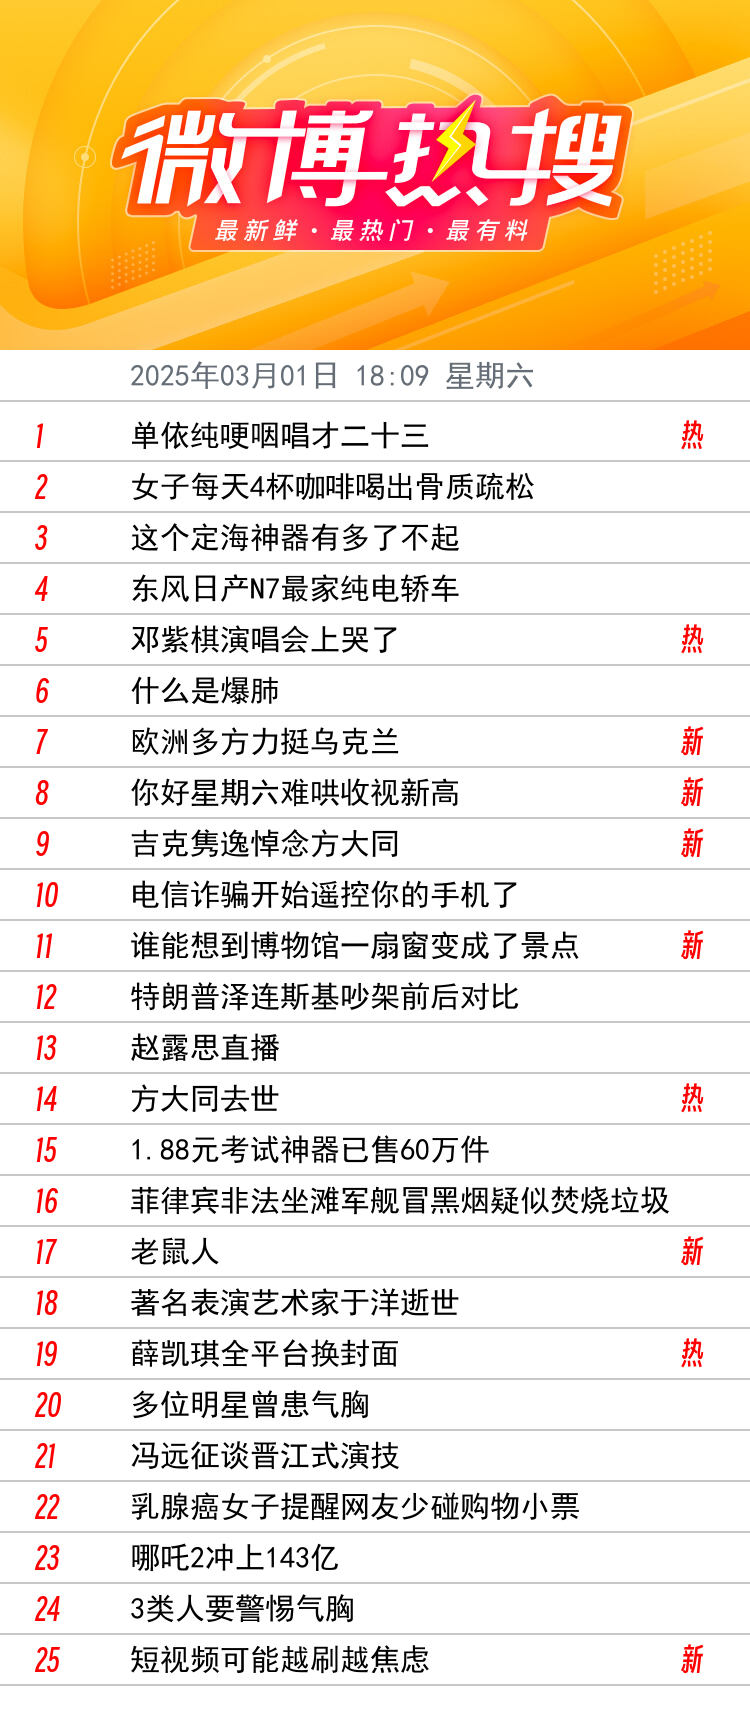 微博热搜
最新鲜·最热门·最有料
2025年03月01日 18:09 星期六
1 单依纯哽咽唱才二十三 热
2 女子每天4杯咖啡喝出骨质疏松
3 这个定海神器有多了不起
4 东风日产N7最家纯电轿车
5 邓紫棋演唱会上哭了 热
6 什么是爆肺
7 欧洲多方力挺乌克兰 新
8 你好星期六难哄收视新高 新
9 吉克隽逸悼念方大同 新
10 电信诈骗开始遥控你的手机了
11 谁能想到博物馆一扇窗变成了景点 新
12 特朗普泽连斯基吵架前后对比
13 赵露思直播
14 方大同去世 热
15 1.88元考试神器已售60万件
16 菲律宾非法坐滩军舰冒黑烟疑似焚烧垃圾
17 老鼠人 新
18 著名表演艺术家于洋逝世
19 薛凯琪全平台换封面 热
20 多位明星曾患气胸
21 冯远征谈晋江式演技
22 乳腺癌女子提醒网友少碰购物小票
23 哪吒2冲上143亿
24 3类人要警惕气胸
25 短视频可能越刷越焦虑 新